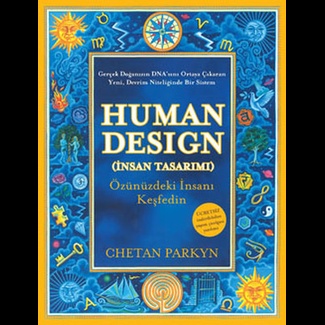 Gerçek Doğanızın DNA'sını Ortaya Çıkaran
Yeni, Devrim Niteliğinde Bir Sistem
HUMAN
DESIGN
(İNSAN TASARIMI)
Özünüzdeki İnsanı
Keşfedin
ÜCRETSİZ
CHETAN PARKYN